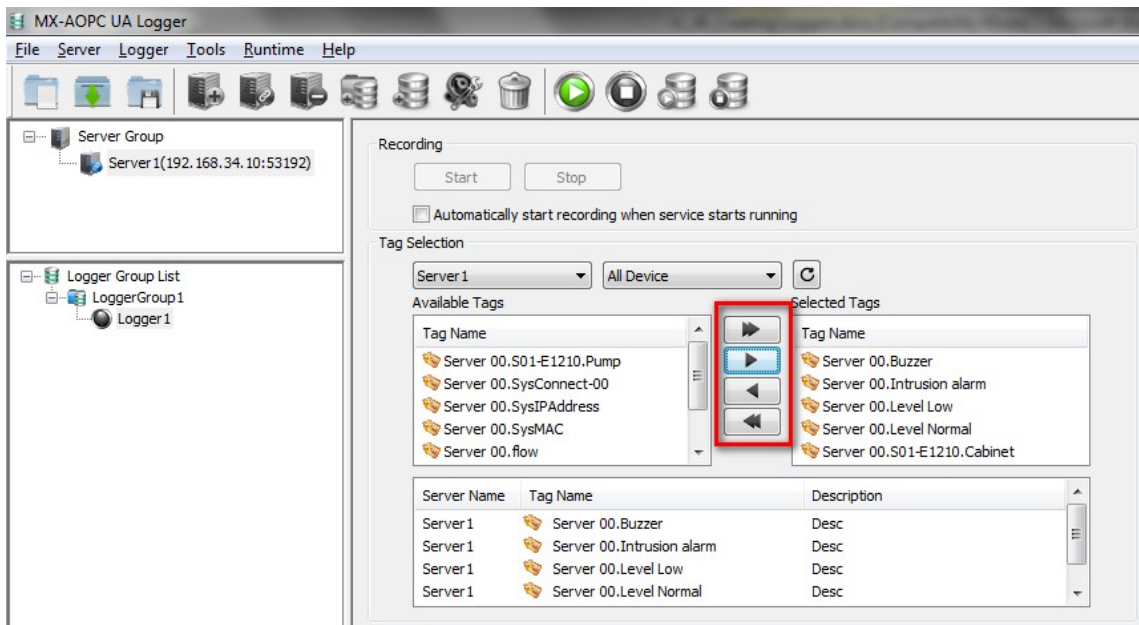 MX-AOPC UA Logger
File Server Logger Tools Runtime Help
Server Group
Server1(192.168.34.10:53192)
Logger Group List
LoggerGroup1
Logger1
Recording
Start Stop
Automatically start recording when service starts running
Tag Selection
Server1 All Device
Available Tags Selected Tags
Tag Name Tag Name
Server 00.S01-E1210.Pump Server 00.Buzzer
Server 00.SysConnect-00 Server 00.Intrusion alarm
Server 00.SysIPAddress Server 00.Level Low
Server 00.SysMAC Server 00.Level Normal
Server 00.flow Server 00.S01-E1210.Cabinet
Server Name Tag Name Description
Server1 Server 00.Buzzer Desc
Server1 Server 00.Intrusion alarm Desc
Server1 Server 00.Level Low Desc
Server1 Server 00.Level Normal Desc